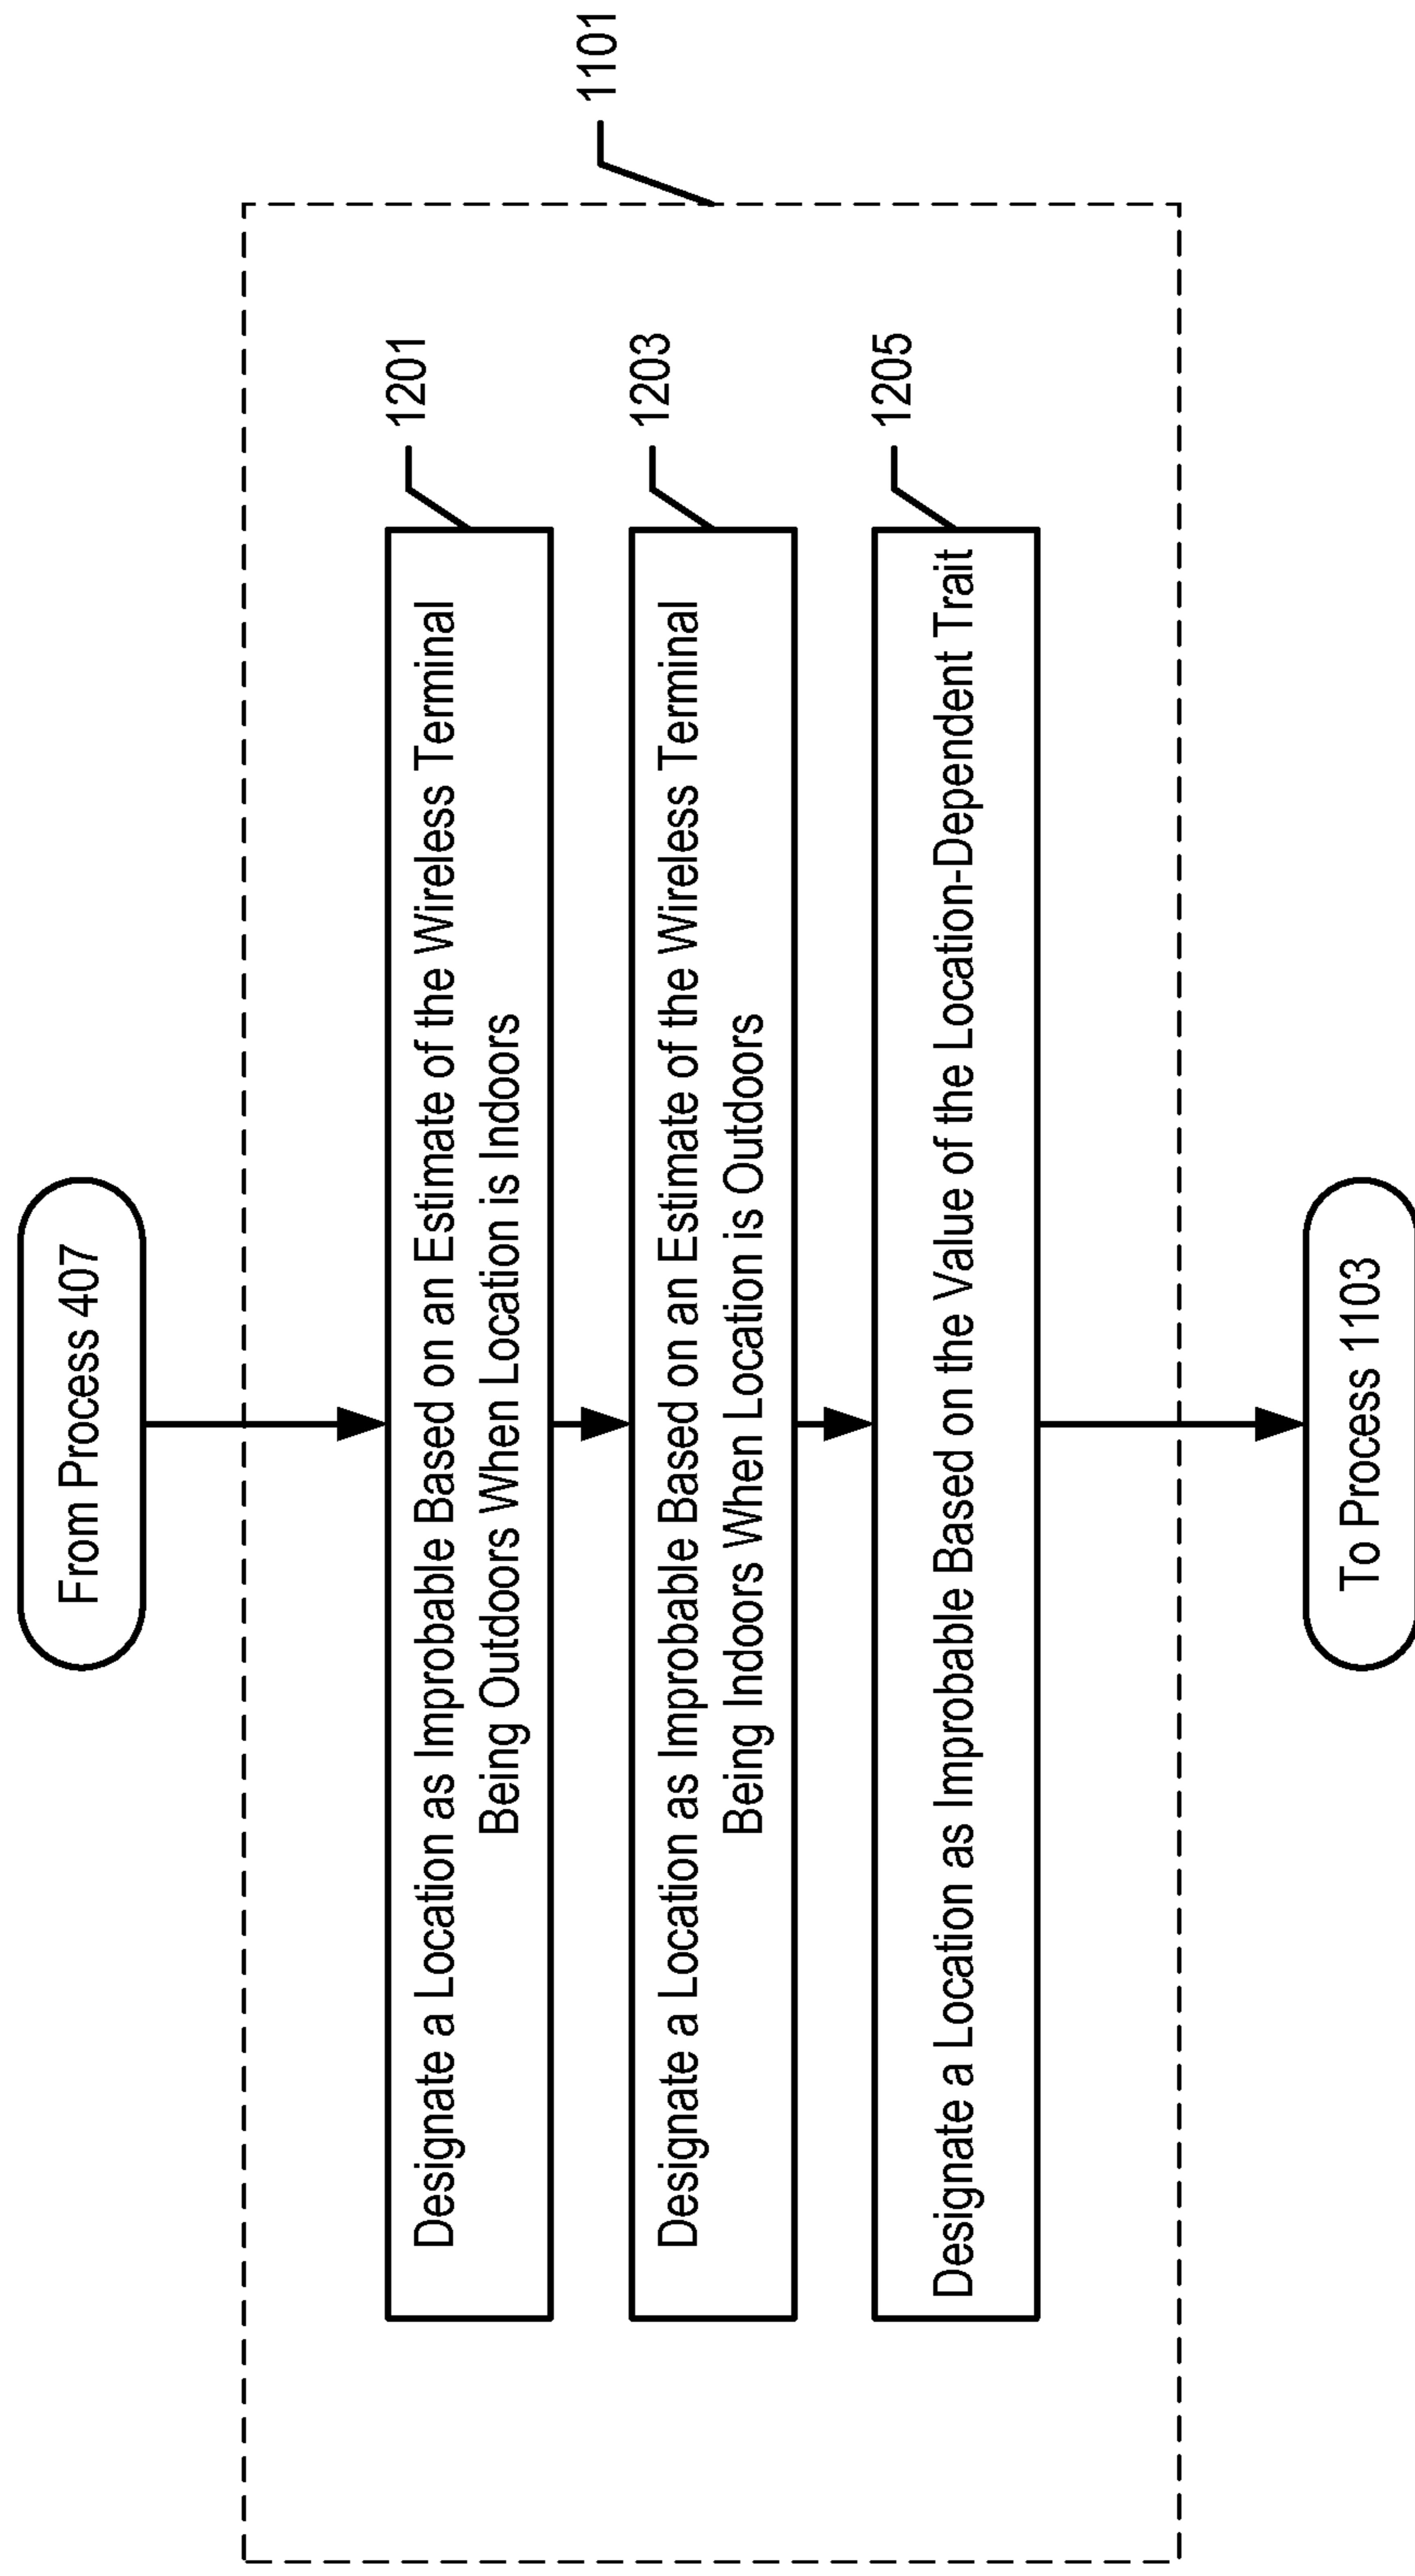 From Process 407
1101
1201
Designate a Location as Improbable Based on an Estimate of the Wireless Terminal
Being Outdoors When Location is Indoors
1203
Designate a Location as Improbable Based on an Estimate of the Wireless Terminal
Being Indoors When Location is Outdoors
1205
Designate a Location as Improbable Based on the Value of the Location-Dependent Trait
To Process 1103